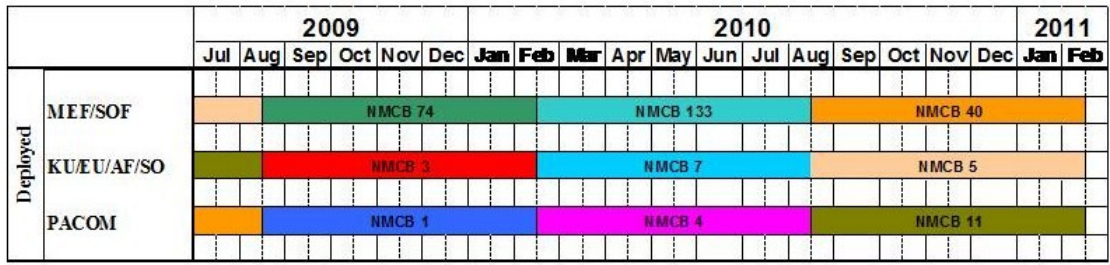 2009 2010 2011
Jul Aug Sep Oct Nov Dec Jan Feb Mar Apr May Jun Jul Aug Sep Oct Nov Dec Jan Feb
Deployed
MEF/SOF NMCB 74 NMCB 133 NMCB 40
KU/EU/AF/SO NMCB 3 NMCB 7 NMCB 5
PACOM NMCB 1 NMCB 4 NMCB 11